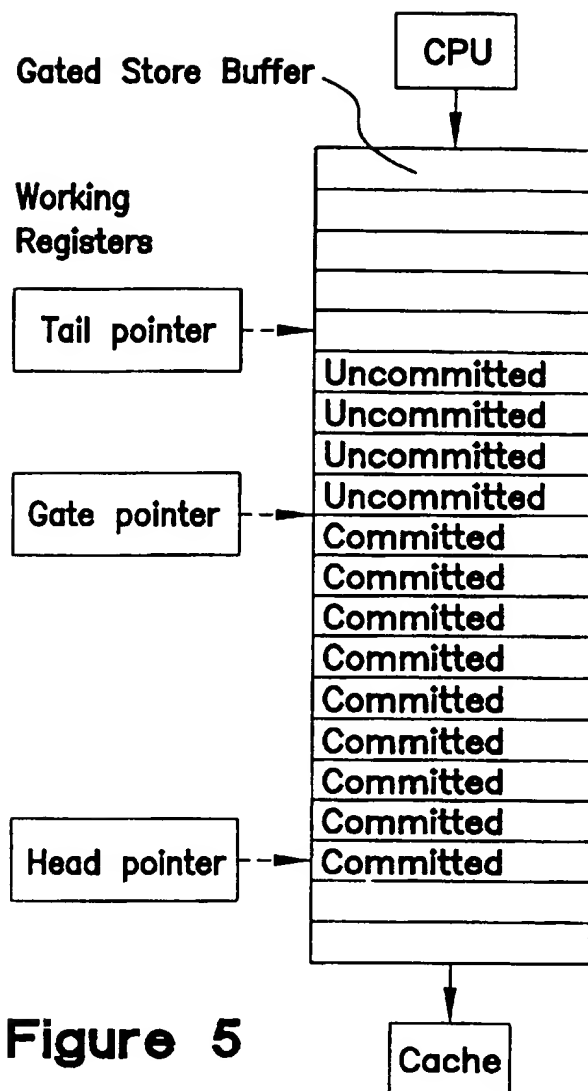 CPU
Gated Store Buffer
Working
Registers
Tail pointer
Uncommitted
Uncommitted
Uncommitted
Uncommitted
Gate pointer
Committed
Committed
Committed
Committed
Committed
Committed
Committed
Committed
Head pointer
Committed
Figure 5
Cache